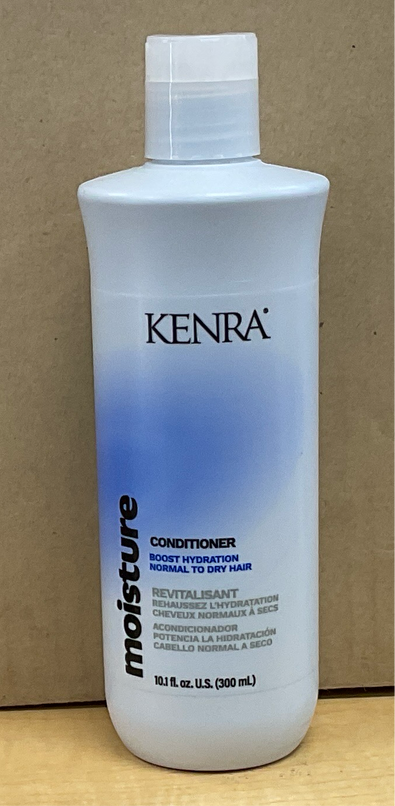 KENRA
moisture
CONDITIONER
BOOST HYDRATION
NORMAL TO DRY HAIR
REVITALISANT
REHAUSSEZ L'HYDRATATION
CHEVEUX NORMAUX À SECS
ACONDICIONADOR
POTENCIA LA HIDRATACIÓN
CABELLO NORMAL A SECO
10.1 fl. oz. U.S. (300 mL)